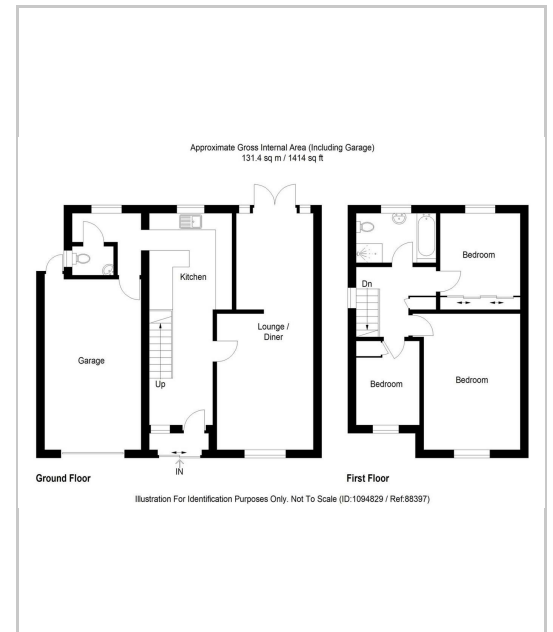 Approximate Gross Internal Area (Including Garage)
131.4 sq m / 1414 sq ft
Kitchen
Garage
Up
Lounge /
Diner
IN
Ground Floor
Bedroom
Dn
Bedroom
Bedroom
First Floor
Illustration For Identification Purposes Only. Not To Scale (ID:1094829 / Ref:88397)